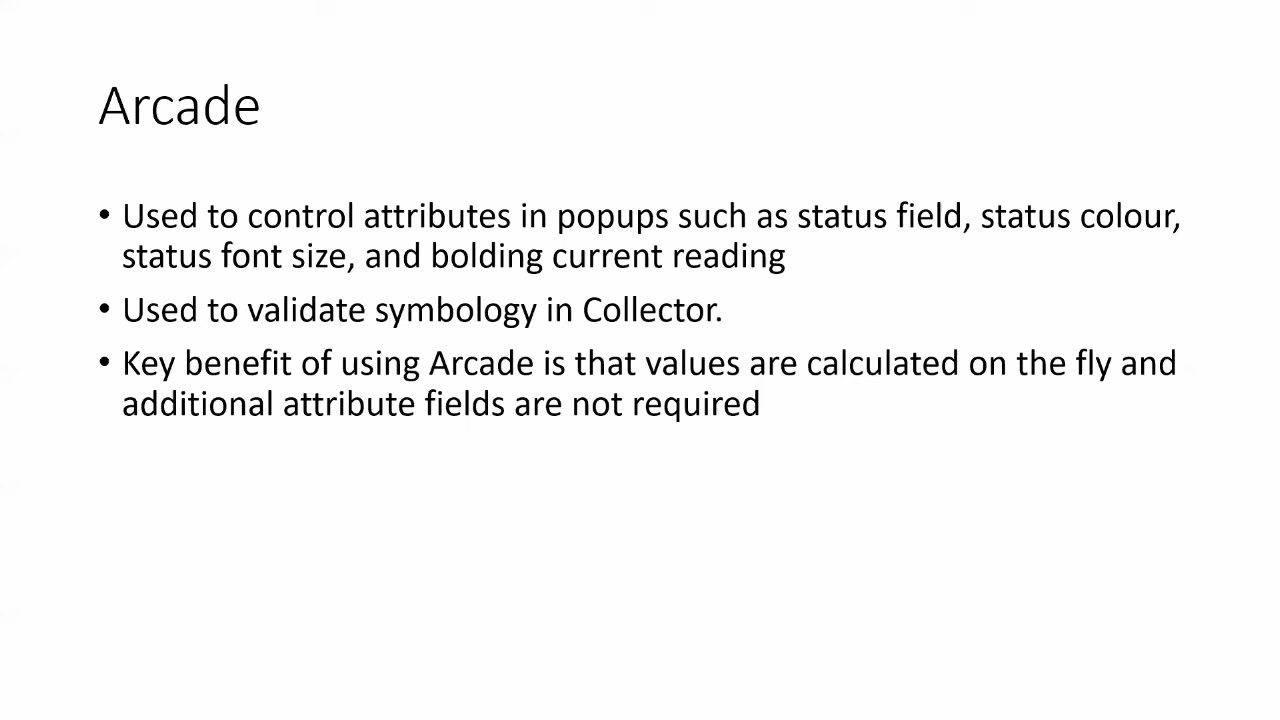 Arcade
• Used to control attributes in popups such as status field, status colour,
status font size, and bolding current reading
• Used to validate symbology in Collector.
• Key benefit of using Arcade is that values are calculated on the fly and
additional attribute fields are not required